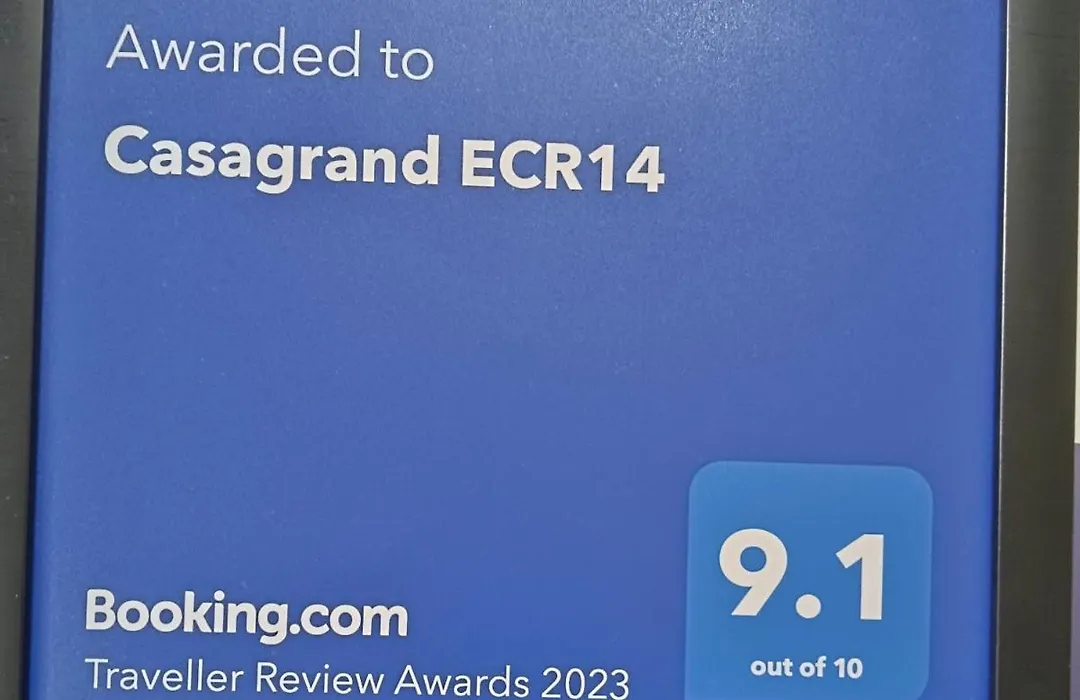 Awarded to
Casagrand ECR14
9.1
out of 10
Booking.com
Traveller Review Awards 2023